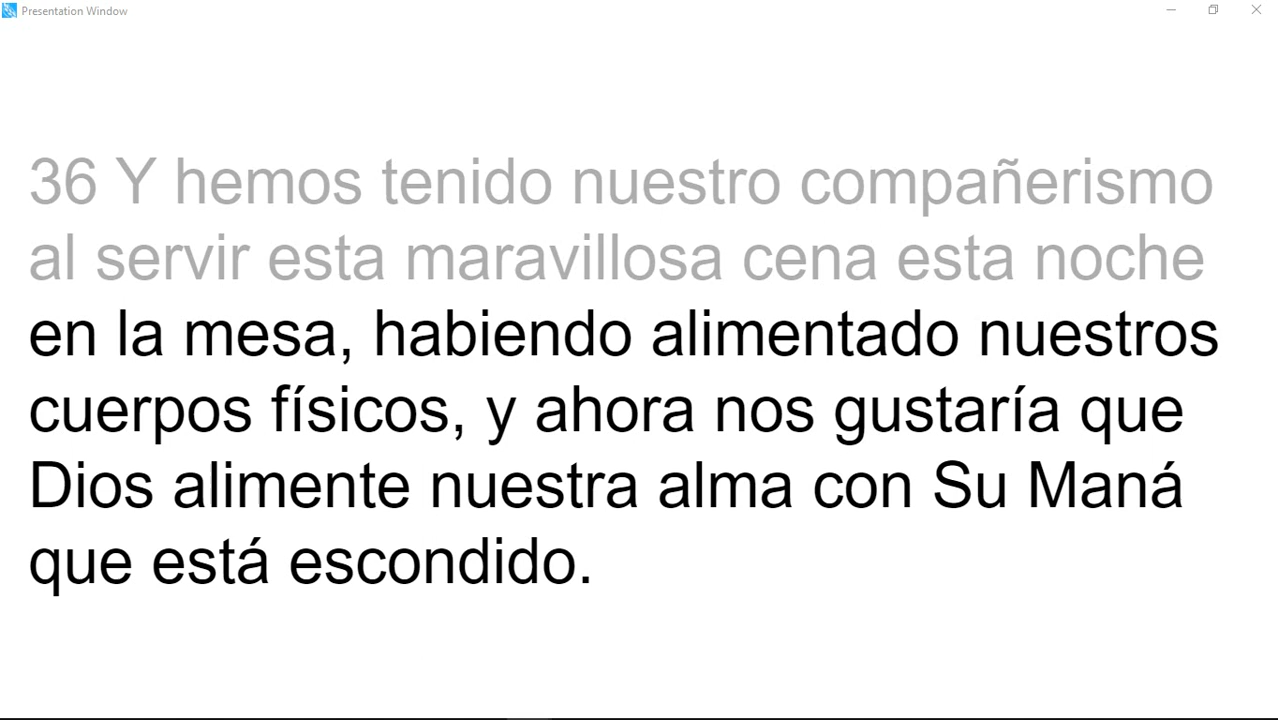 Presentation Window
36 Y hemos tenido nuestro compañerismo
al servir esta maravillosa cena esta noche
en la mesa, habiendo alimentado nuestros
cuerpos físicos, y ahora nos gustaría que
Dios alimente nuestra alma con Su Maná
que está escondido.